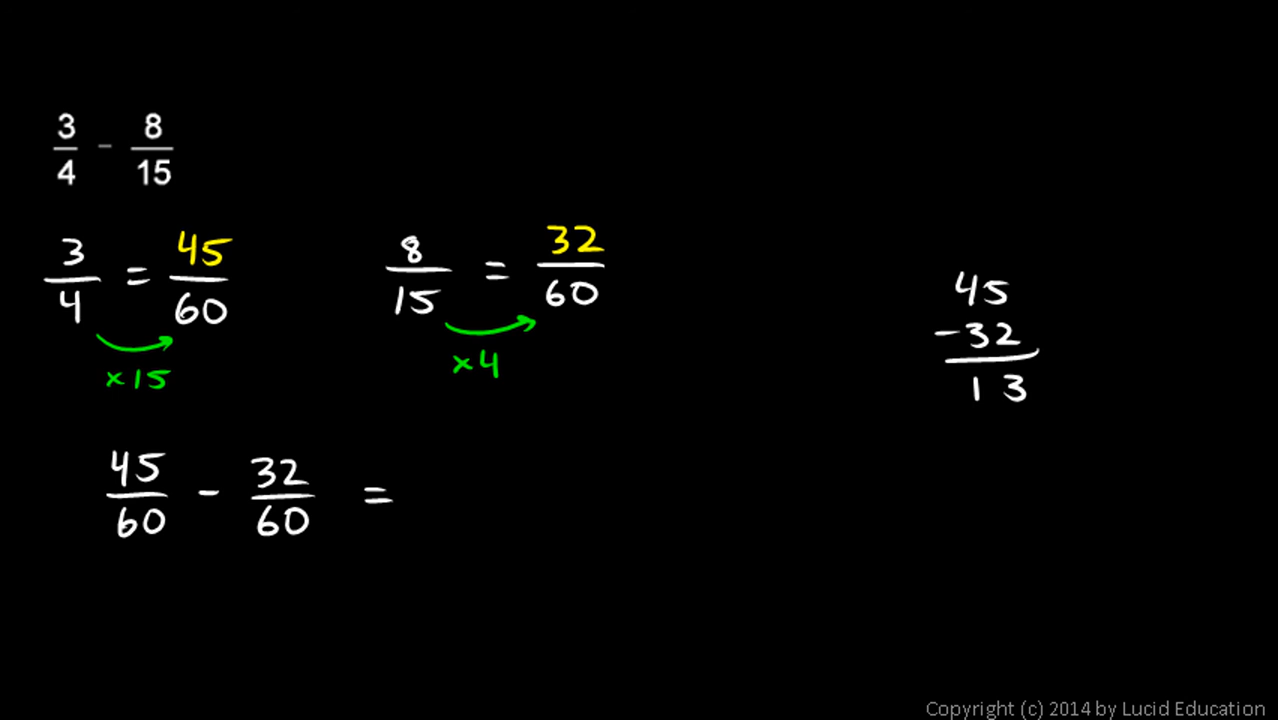 3/4 - 8/15
3/4 = 45/60
×15
8/15 = 32/60
×4
45
-32
13
45/60 - 32/60 =
Copyright (c) 2014 by Lucid Education